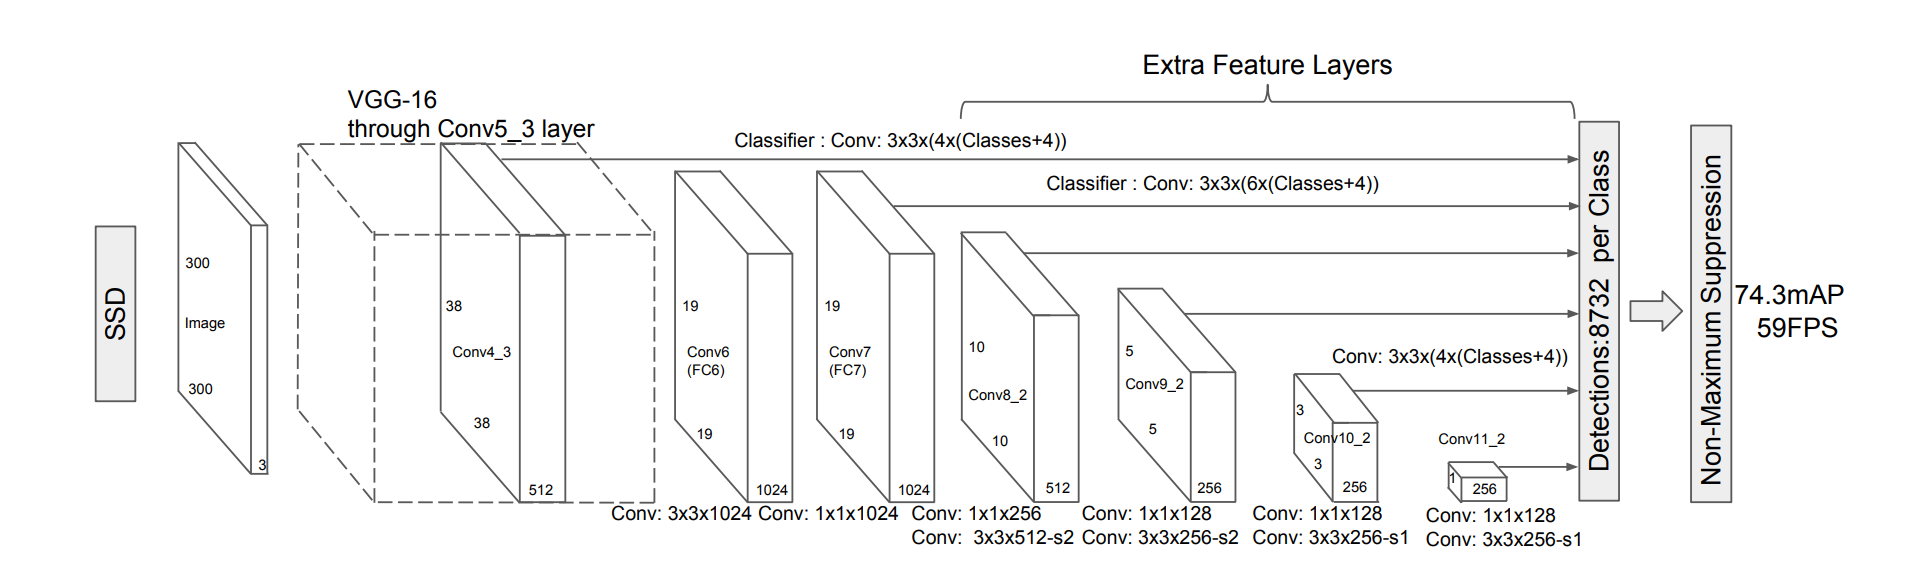 Extra Feature Layers
VGG-16
through Conv5_3 layer
Classifier : Conv: 3x3x(4x(Classes+4))
Classifier : Conv: 3x3x(6x(Classes+4))
SSD
300
Image
300
3
38
Conv4_3
38
512
19
Conv6
(FC6)
19
1024
19
Conv7
(FC7)
19
1024
10
Conv8_2
10
512
5
Conv9_2
5
256
Conv: 3x3x(4x(Classes+4))
3
Conv10_2
3
256
Conv11_2
1
256
Detections:8732 per Class
Non-Maximum Suppression
74.3mAP
59FPS
Conv: 3x3x1024
Conv: 1x1x1024
Conv: 1x1x256
Conv: 3x3x512-s2
Conv: 1x1x128
Conv: 3x3x256-s2
Conv: 1x1x128
Conv: 3x3x256-s1
Conv: 1x1x128
Conv: 3x3x256-s1